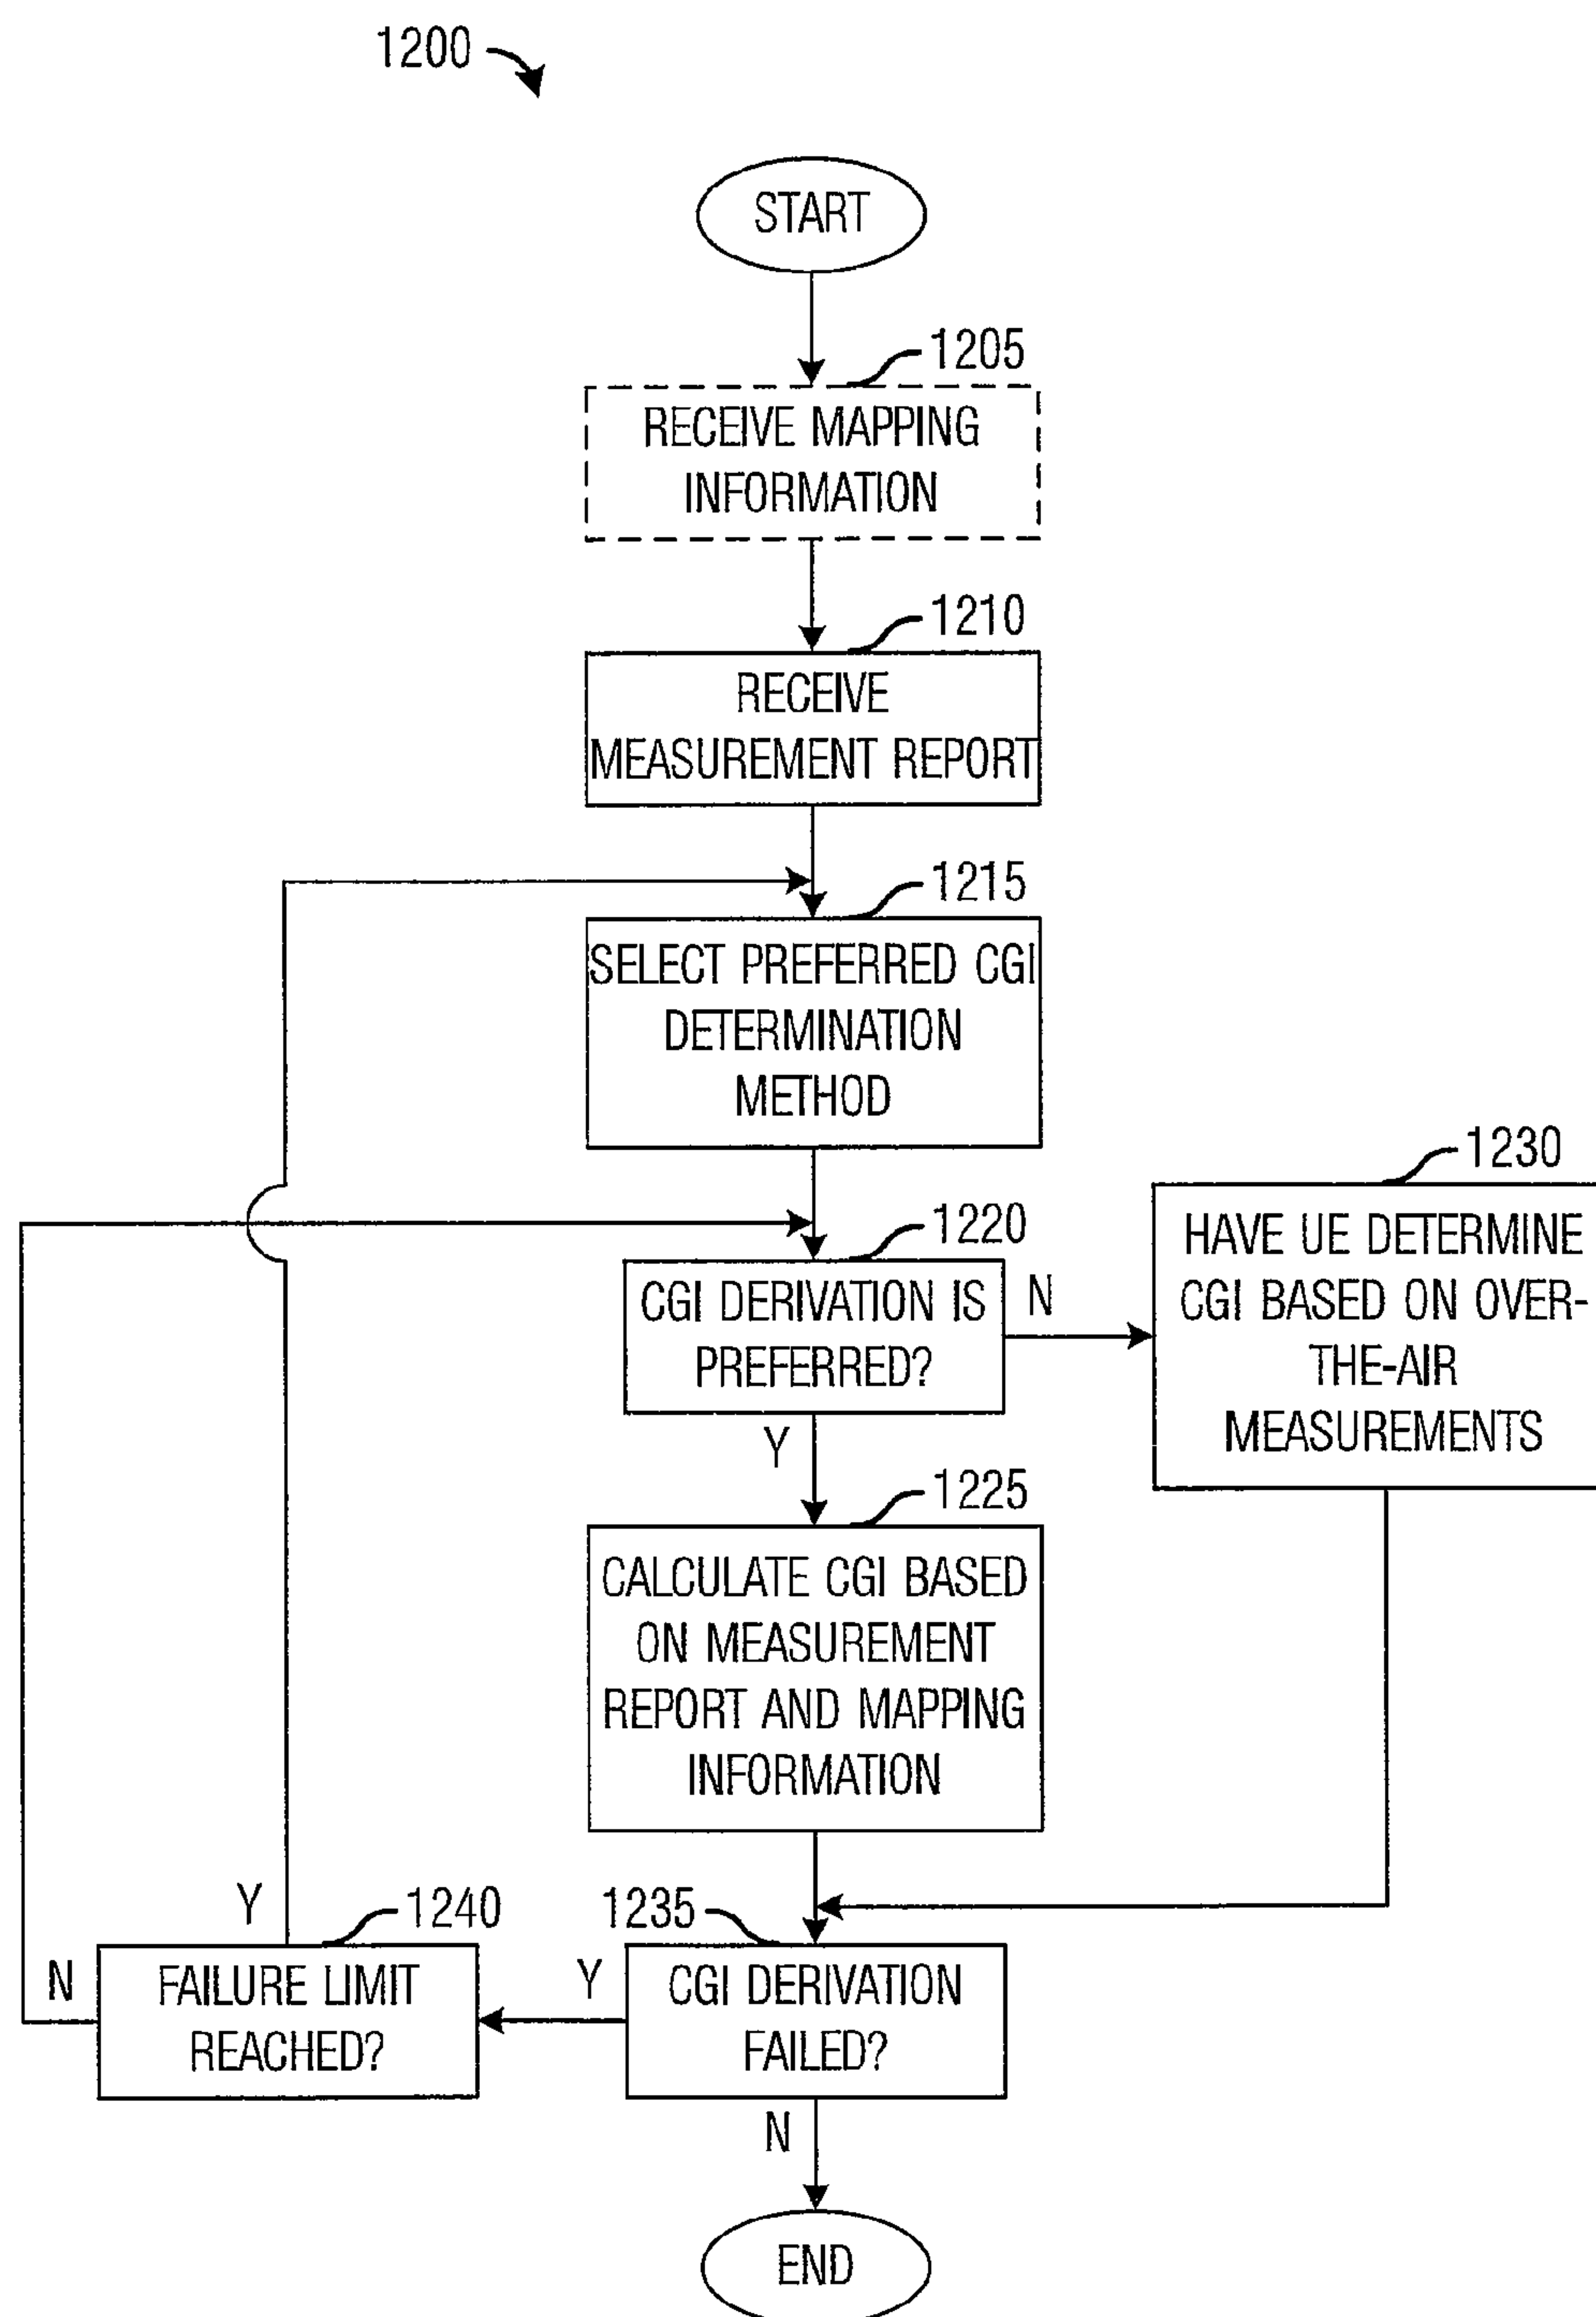 1200
START
1205
RECEIVE MAPPING
INFORMATION
1210
RECEIVE
MEASUREMENT REPORT
1215
SELECT PREFERRED CGI
DETERMINATION
METHOD
1220
CGI DERIVATION IS
PREFERRED?
N
1230
HAVE UE DETERMINE
CGI BASED ON OVER-
THE-AIR
MEASUREMENTS
Y
1225
CALCULATE CGI BASED
ON MEASUREMENT
REPORT AND MAPPING
INFORMATION
1235
CGI DERIVATION
FAILED?
Y
1240
FAILURE LIMIT
REACHED?
Y
N
N
END